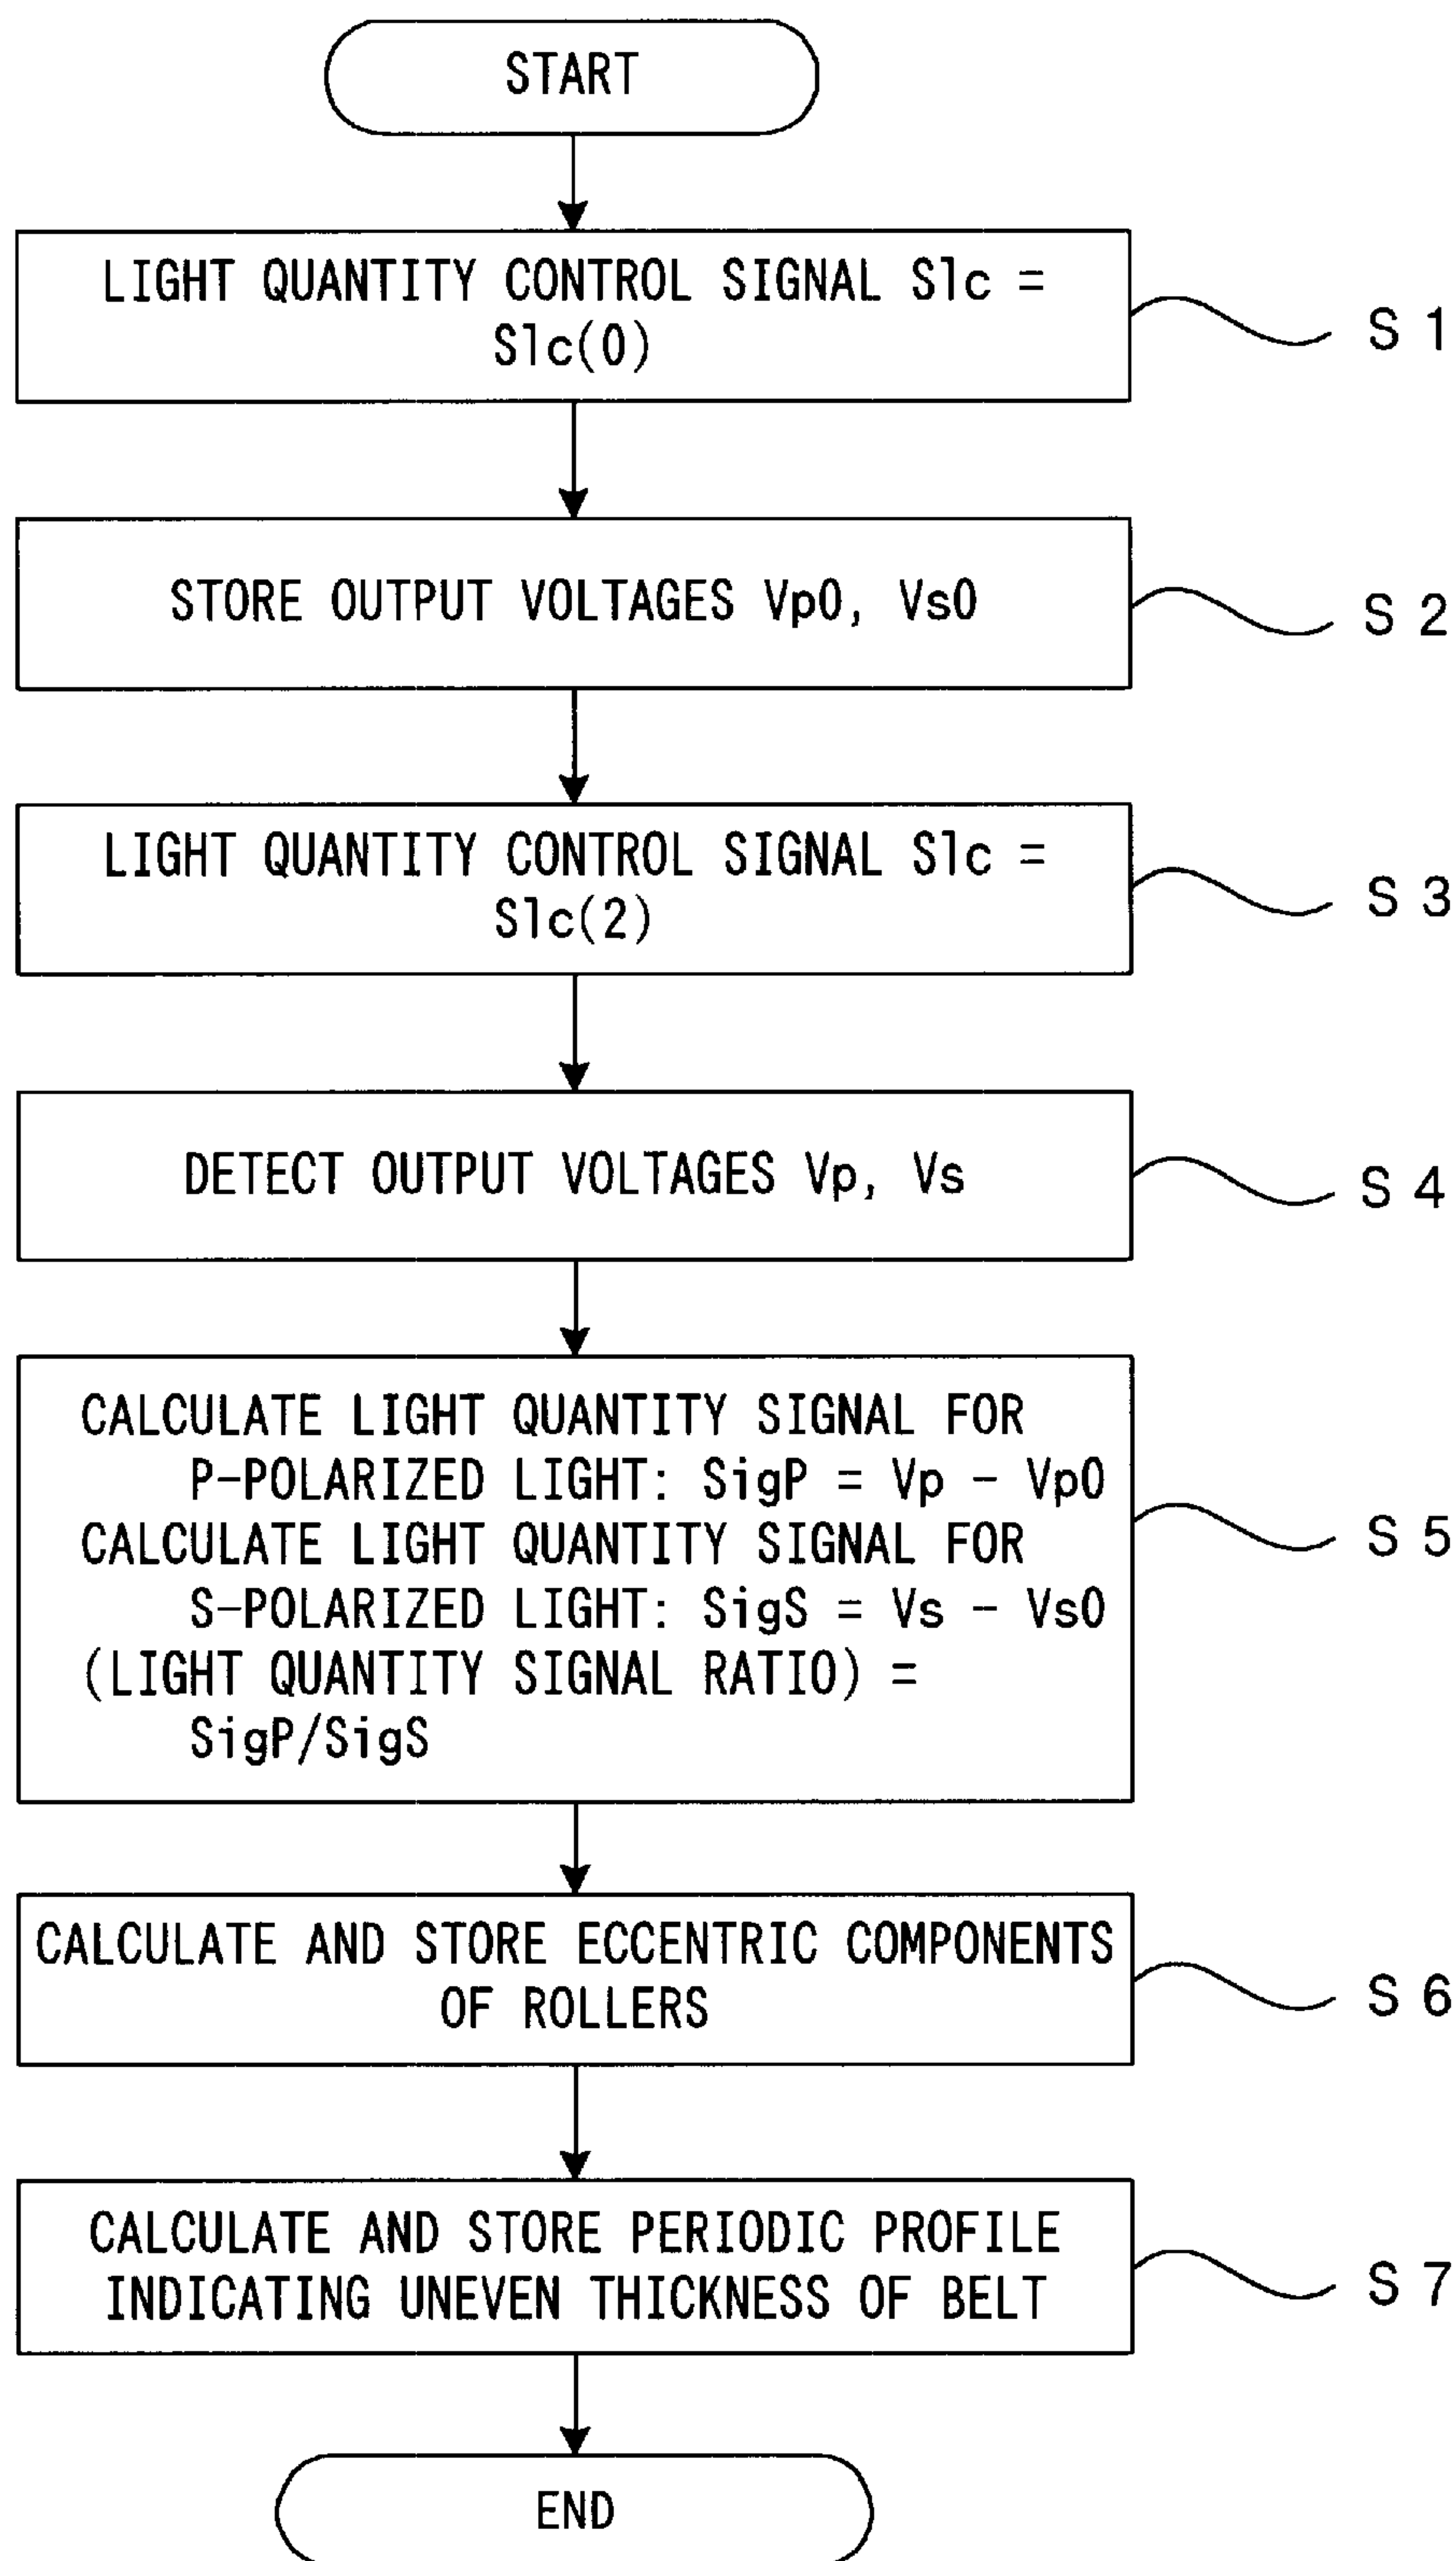 START
LIGHT QUANTITY CONTROL SIGNAL Slc =
Slc(0)
S 1
STORE OUTPUT VOLTAGES Vp0, Vs0
S 2
LIGHT QUANTITY CONTROL SIGNAL Slc =
Slc(2)
S 3
DETECT OUTPUT VOLTAGES Vp, Vs
S 4
CALCULATE LIGHT QUANTITY SIGNAL FOR
P-POLARIZED LIGHT: SigP = Vp - Vp0
CALCULATE LIGHT QUANTITY SIGNAL FOR
S-POLARIZED LIGHT: SigS = Vs - Vs0
(LIGHT QUANTITY SIGNAL RATIO) =
SigP/SigS
S 5
CALCULATE AND STORE ECCENTRIC COMPONENTS
OF ROLLERS
S 6
CALCULATE AND STORE PERIODIC PROFILE
INDICATING UNEVEN THICKNESS OF BELT
S 7
END